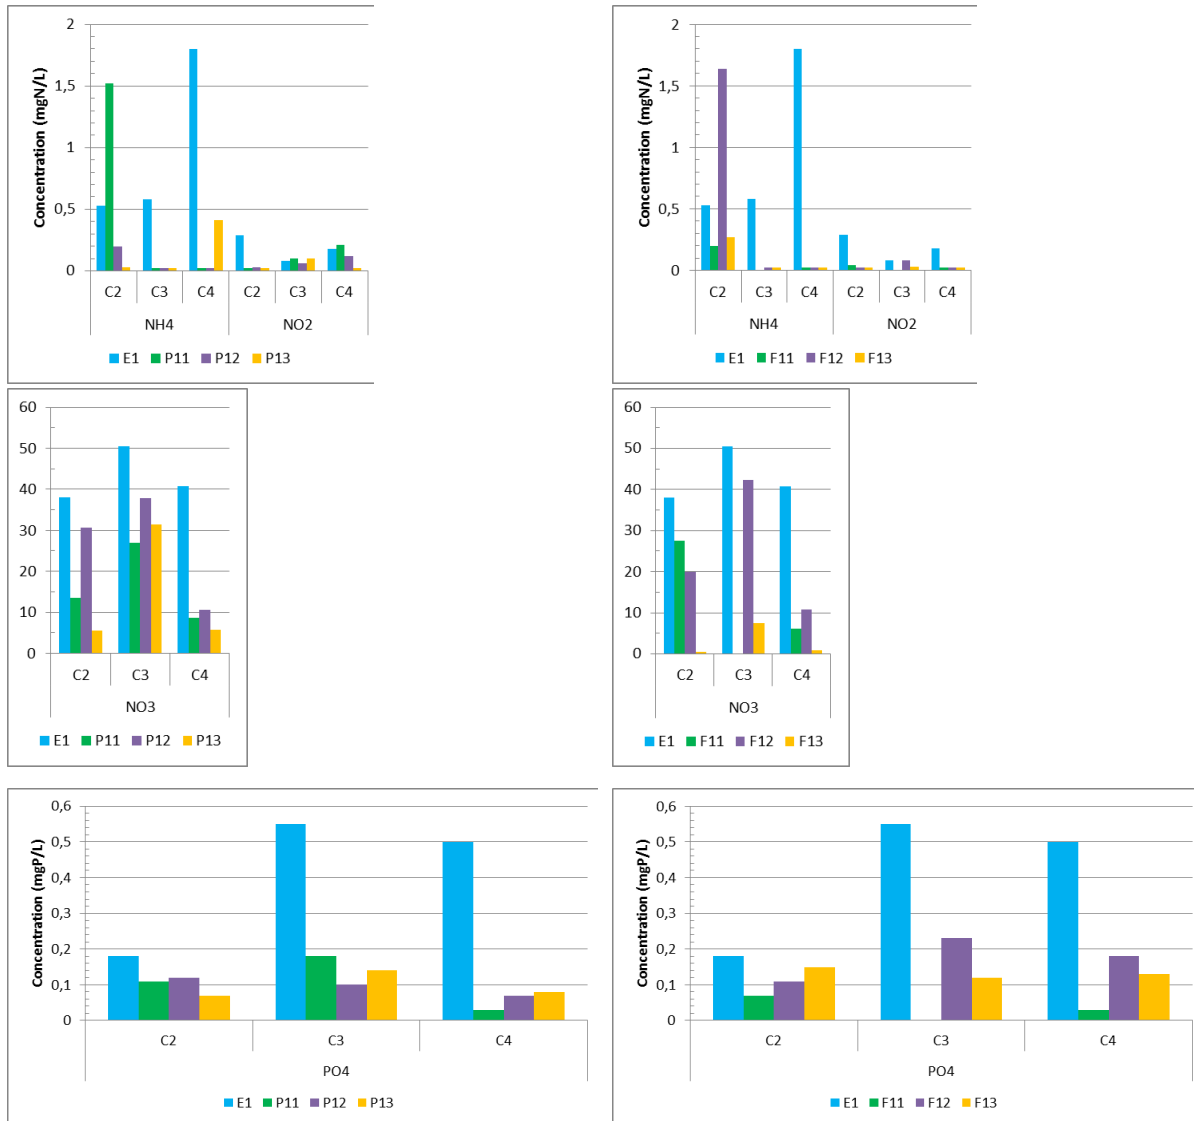 Concentration (mgN/L)
2
1,5
1
0,5
0
C2 C3 C4 C2 C3 C4
NH4 NO2
E1 P11 P12 P13
Concentration (mgN/L)
2
1,5
1
0,5
0
C2 C3 C4 C2 C3 C4
NH4 NO2
E1 F11 F12 F13
60
50
40
30
20
10
0
C2 C3 C4
NO3
E1 P11 P12 P13
60
50
40
30
20
10
0
C2 C3 C4
NO3
E1 F11 F12 F13
Concentration (mgP/L)
0,6
0,5
0,4
0,3
0,2
0,1
0
C2 C3 C4
PO4
E1 P11 P12 P13
Concentration (mgP/L)
0,6
0,5
0,4
0,3
0,2
0,1
0
C2 C3 C4
PO4
E1 F11 F12 F13